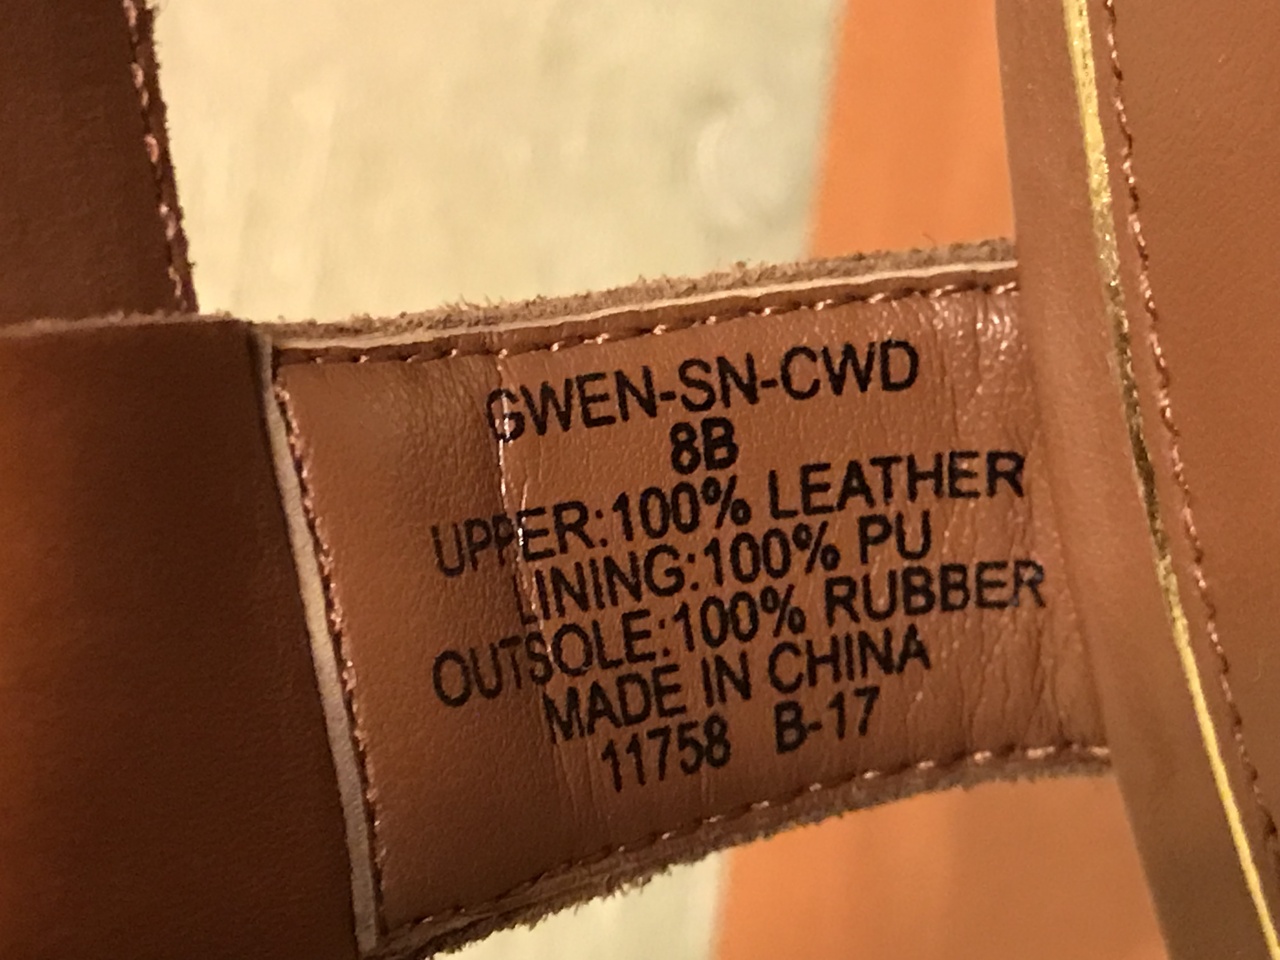 GWEN-SN-CWD
8B
UPPER:100% LEATHER
LINING:100% PU
OUTSOLE:100% RUBBER
MADE IN CHINA
11758 B-17